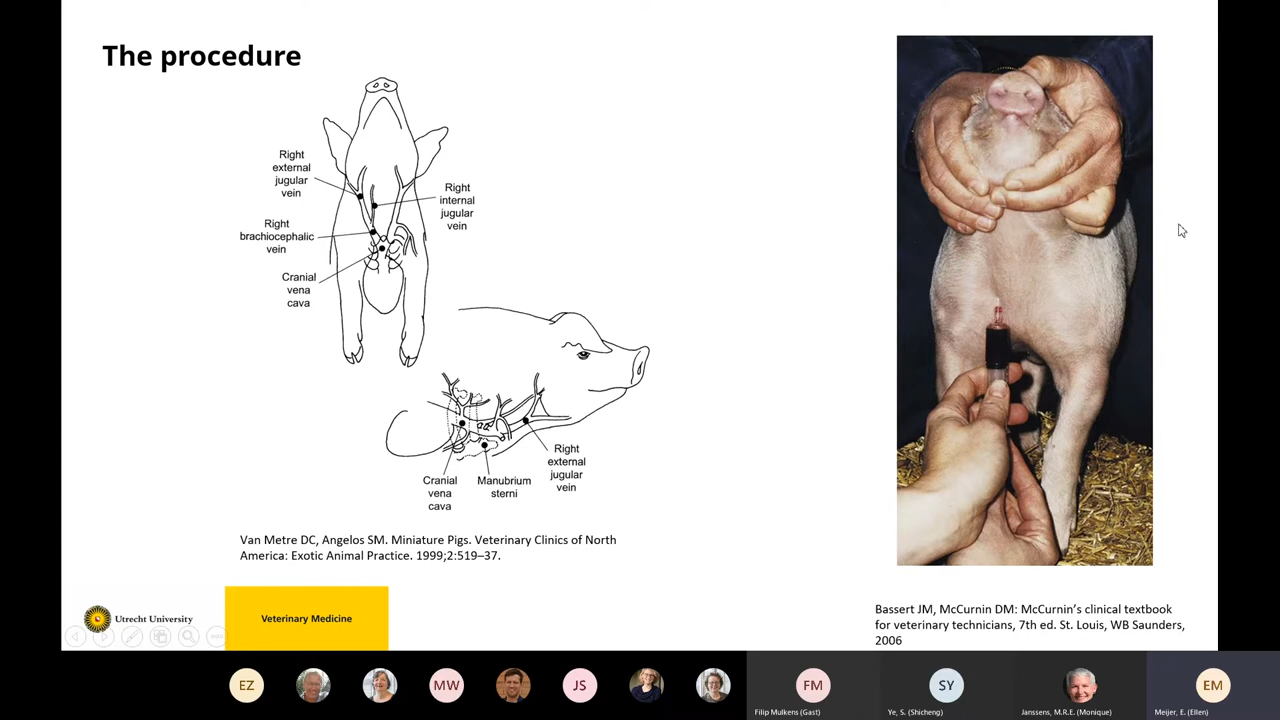 The procedure
Right
external
jugular
vein
Right
internal
jugular
vein
Right
brachiocephalic
vein
Cranial
vena
cava
Cranial
vena
cava
Manubrium
sterni
Right
external
jugular
vein
Van Metre DC, Angelos SM. Miniature Pigs. Veterinary Clinics of North
America: Exotic Animal Practice. 1999;2:519–37.
Bassert JM, McCurnin DM: McCurnin's clinical textbook
for veterinary technicians, 7th ed. St. Louis, WB Saunders,
2006
Utrecht University
Veterinary Medicine
EZ
MW
JS
FM
SY
EM
Filip Mulkens (Gast)
Ye, S. (Shicheng)
Janssens, M.R.E. (Monique)
Meijer, E. (Ellen)